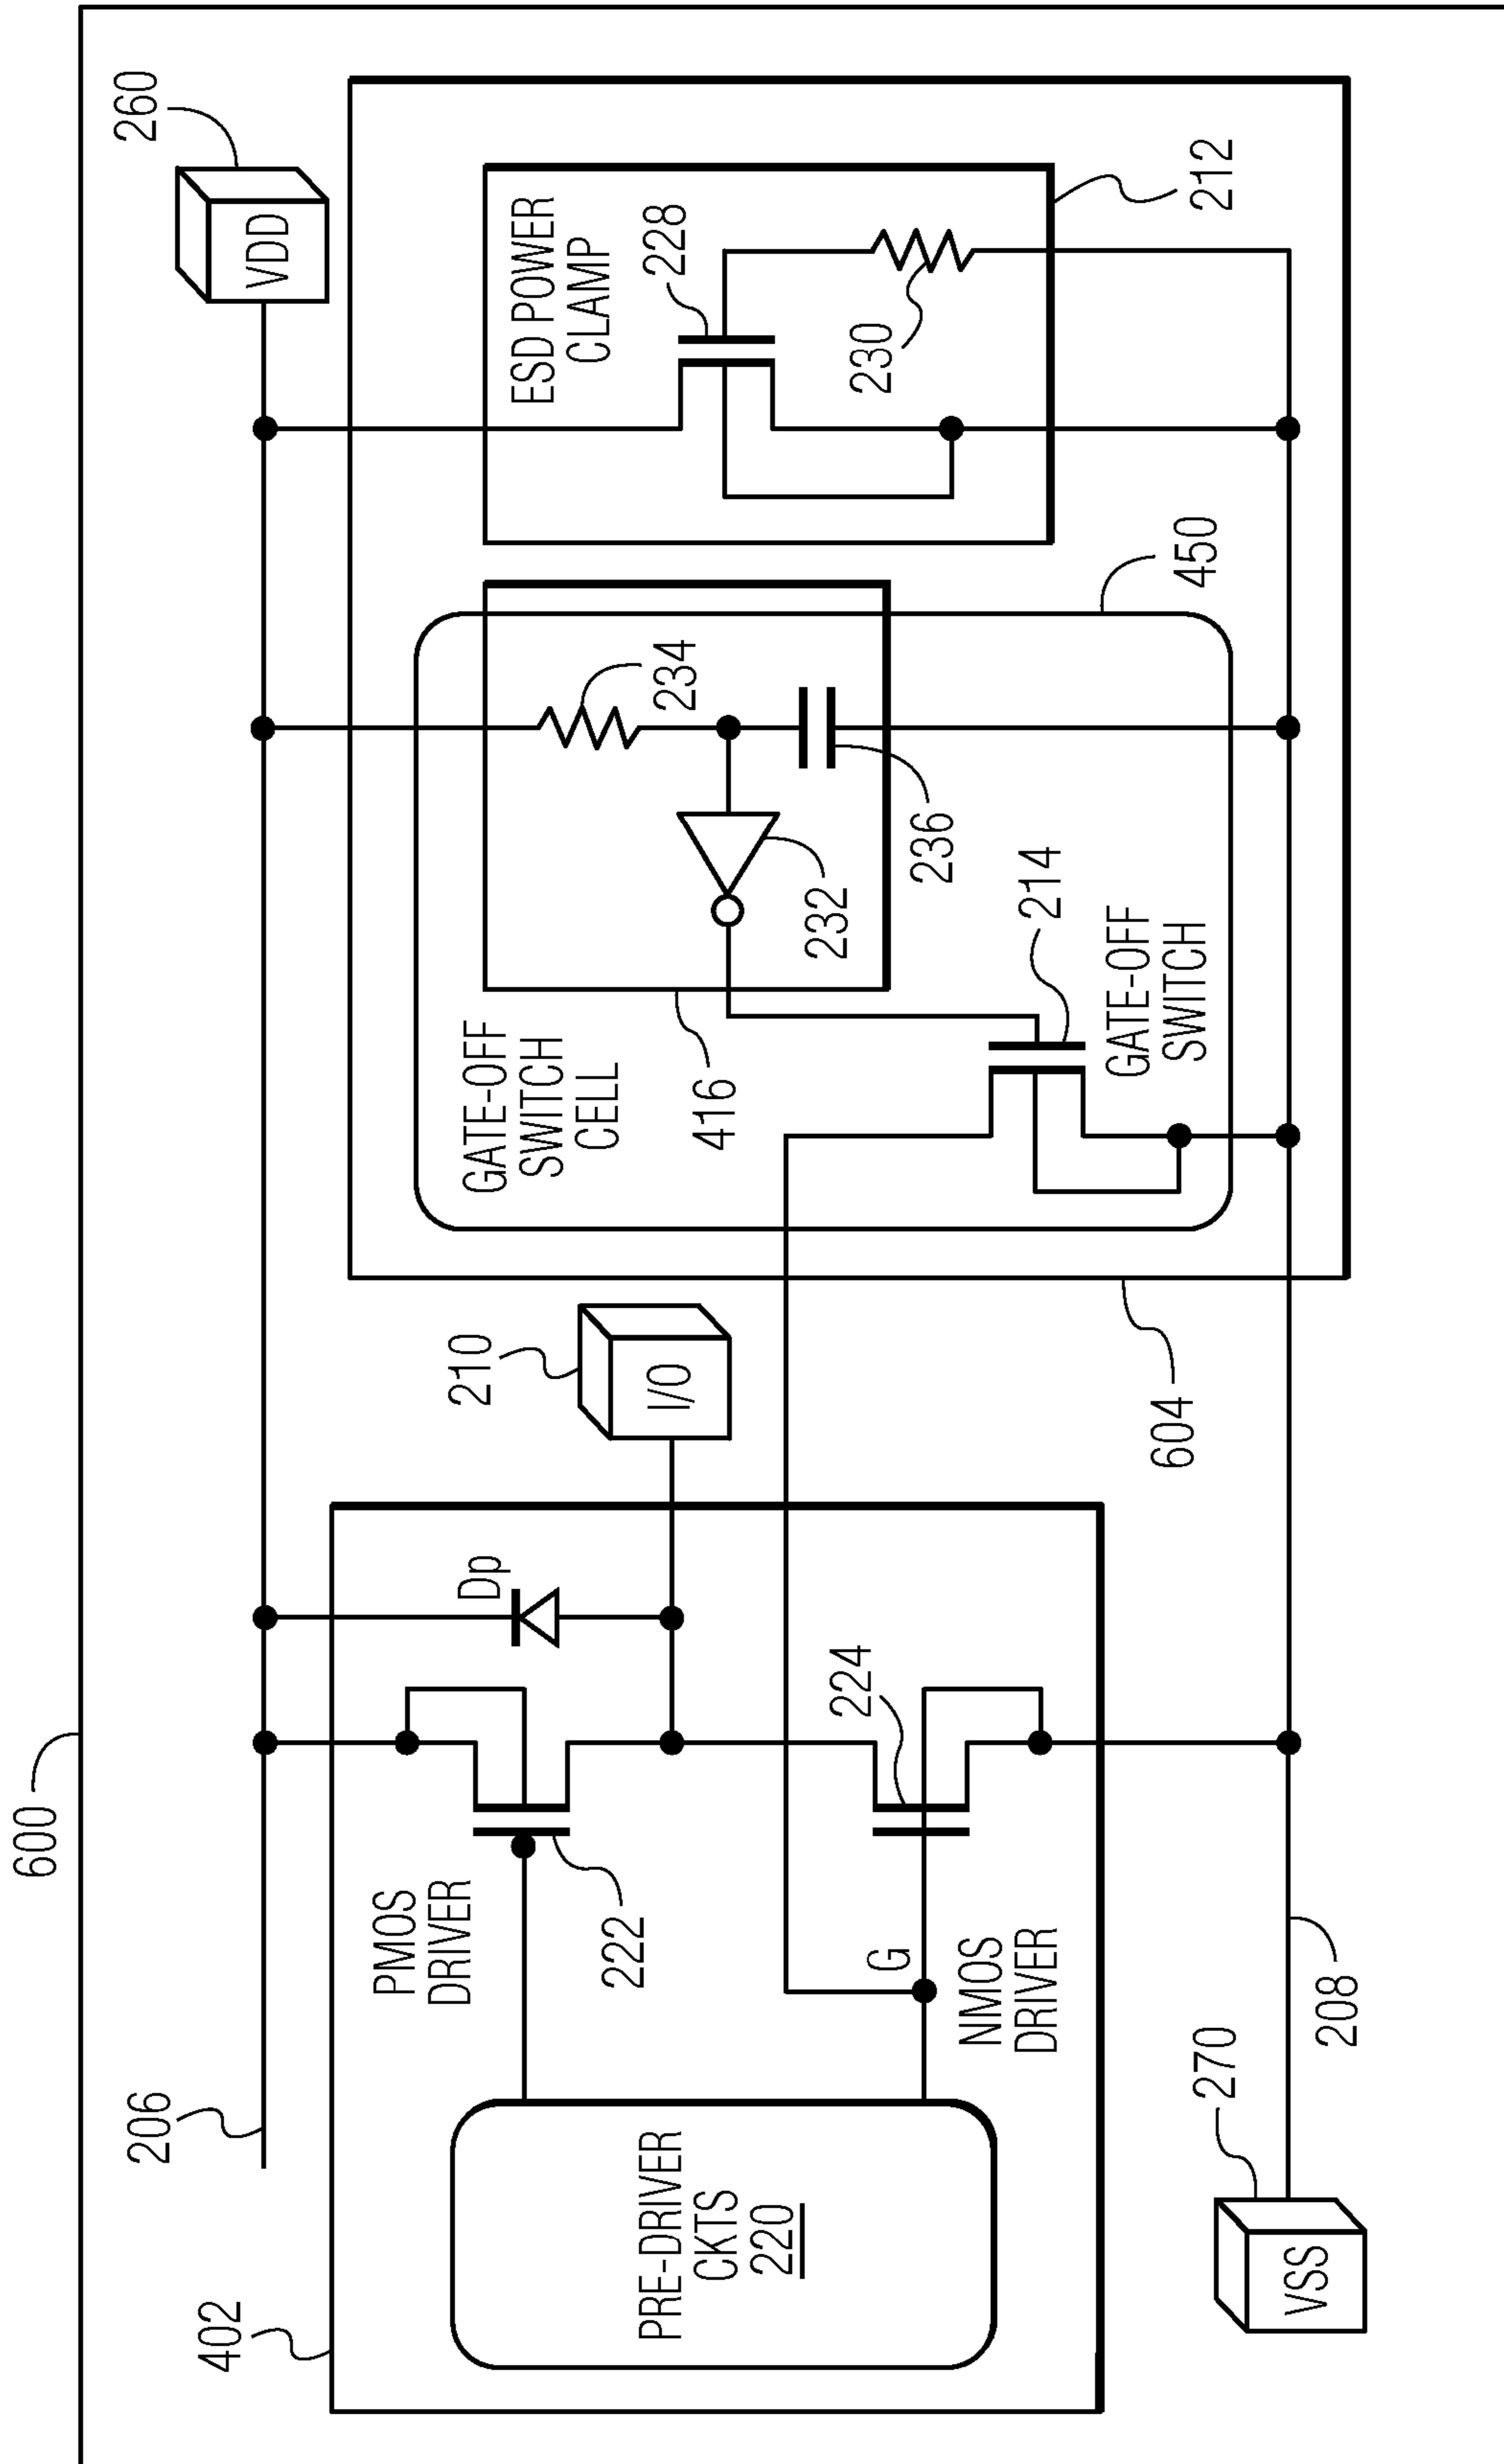 600
206
260
VDD
402
PMOS
DRIVER
222
Dp
210
I/O
PRE-DRIVER
CKTS
220
G
224
NMOS
DRIVER
GATE-OFF
SWITCH
CELL
416
234
232
236
214
GATE-OFF
SWITCH
450
ESD POWER
CLAMP
228
230
212
604
270
VSS
208